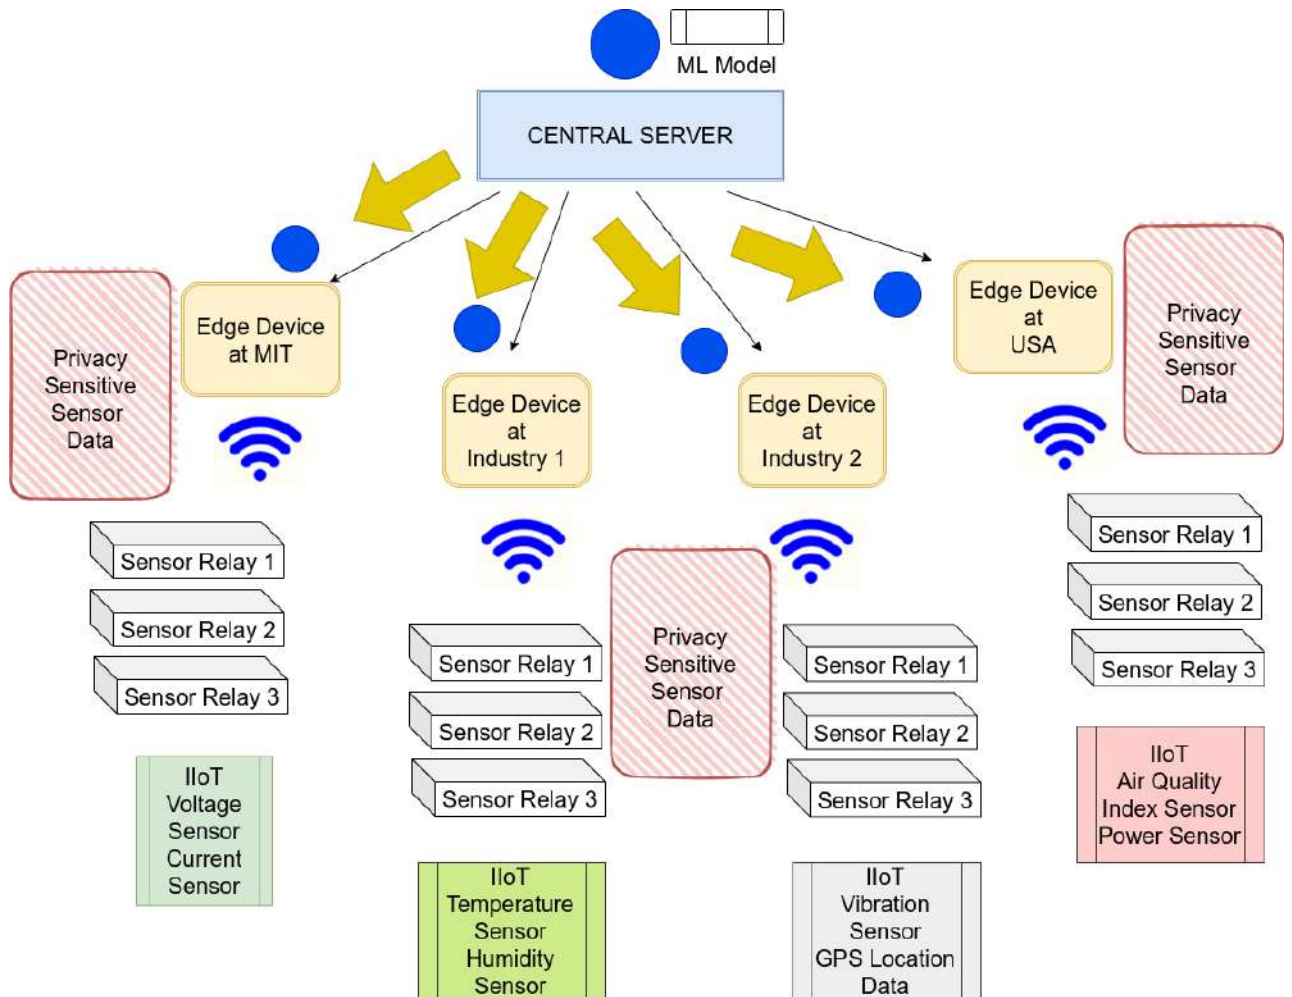 ML Model
CENTRAL SERVER
Edge Device
at MIT
Privacy
Sensitive
Sensor
Data
Edge Device
at
Industry 1
Edge Device
at
Industry 2
Edge Device
at
USA
Privacy
Sensitive
Sensor
Data
Sensor Relay 1
Sensor Relay 2
Sensor Relay 3
Sensor Relay 1
Sensor Relay 2
Sensor Relay 3
Privacy
Sensitive
Sensor
Data
Sensor Relay 1
Sensor Relay 2
Sensor Relay 3
Sensor Relay 1
Sensor Relay 2
Sensor Relay 3
IIoT
Voltage
Sensor
Current
Sensor
IIoT
Temperature
Sensor
Humidity
Sensor
IIoT
Vibration
Sensor
GPS Location
Data
IIoT
Air Quality
Index Sensor
Power Sensor